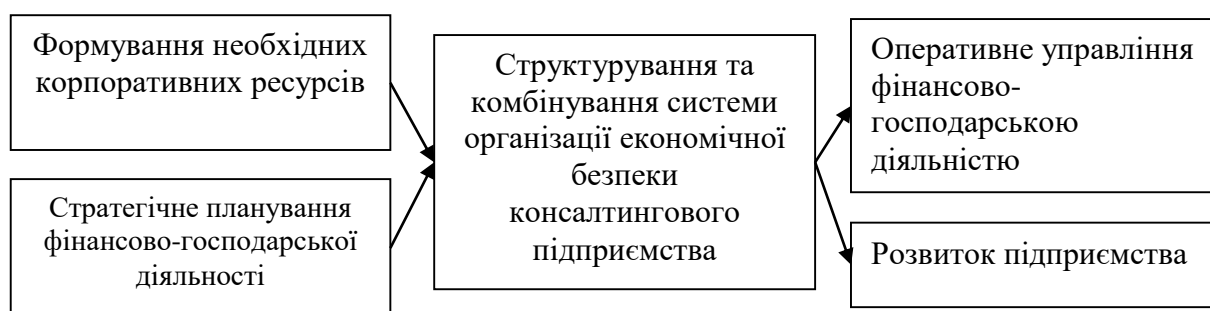 Формування необхідних
корпоративних ресурсів
Стратегічне планування
фінансово-господарської
діяльності
Структурування та
комбінування системи
організації економічної
безпеки
консалтингового
підприємства
Оперативне управління
фінансово-
господарською
діяльністю
Розвиток підприємства